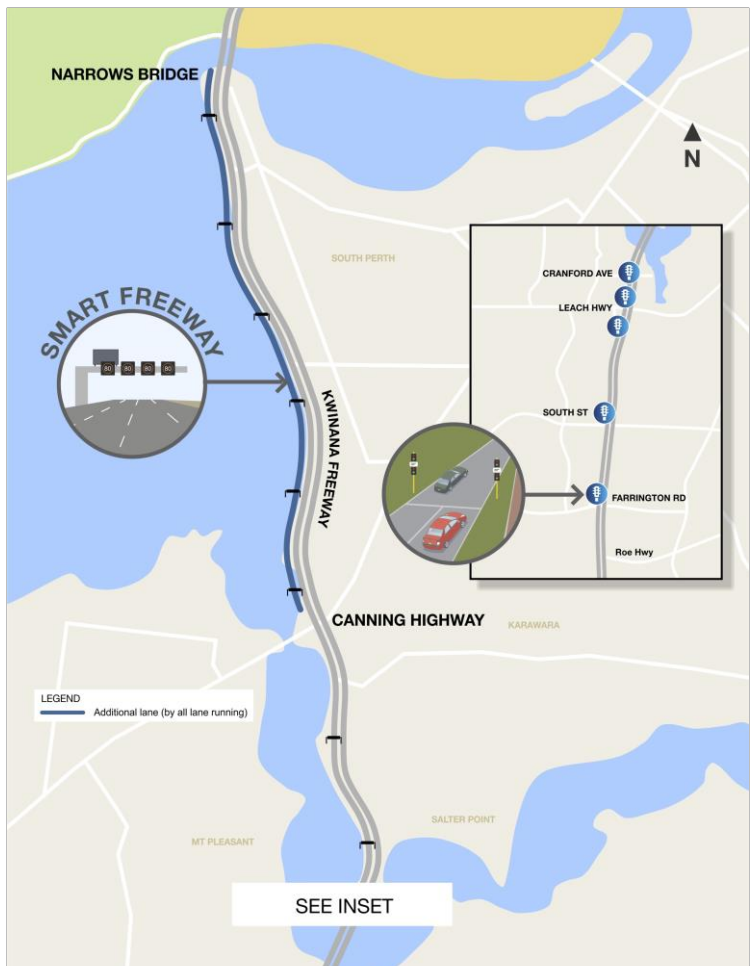 NARROWS BRIDGE
N
SOUTH PERTH
CRANFORD AVE
LEACH HWY
SMART FREEWAY
80 80 80 80
SOUTH ST
KWINANA FREEWAY
FARRINGTON RD
Roe Hwy
CANNING HIGHWAY
KARAWARA
LEGEND
Additional lane (by all lane running)
SALTER POINT
MT PLEASANT
SEE INSET